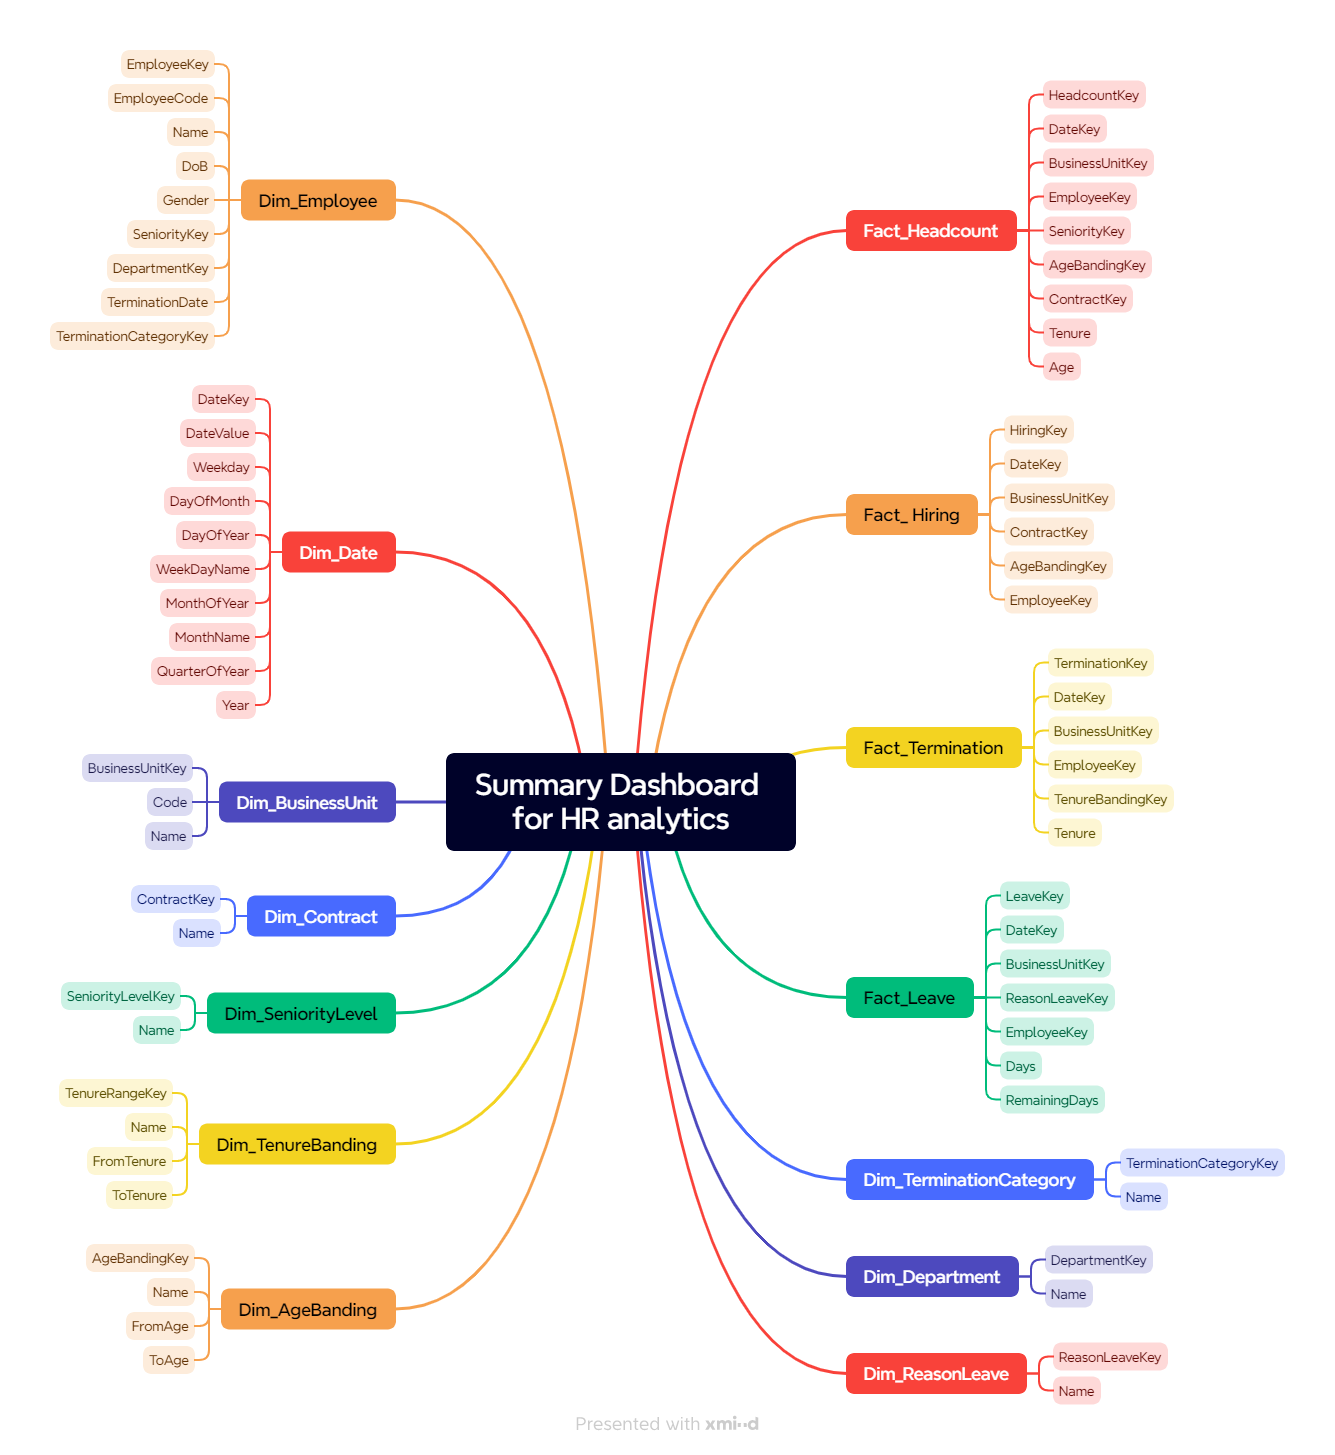 Summary Dashboard
for HR analytics
Fact_Headcount
HeadcountKey
DateKey
BusinessUnitKey
EmployeeKey
SeniorityKey
AgeBandingKey
ContractKey
Tenure
Age
Fact_ Hiring
HiringKey
DateKey
BusinessUnitKey
ContractKey
AgeBandingKey
EmployeeKey
Fact_Termination
TerminationKey
DateKey
BusinessUnitKey
EmployeeKey
TenureBandingKey
Tenure
Fact_Leave
LeaveKey
DateKey
BusinessUnitKey
ReasonLeaveKey
EmployeeKey
Days
RemainingDays
Dim_TerminationCategory
TerminationCategoryKey
Name
Dim_Department
DepartmentKey
Name
Dim_ReasonLeave
ReasonLeaveKey
Name
Dim_Employee
EmployeeKey
EmployeeCode
Name
DoB
Gender
SeniorityKey
DepartmentKey
TerminationDate
TerminationCategoryKey
Dim_Date
DateKey
DateValue
Weekday
DayOfMonth
DayOfYear
WeekDayName
MonthOfYear
MonthName
QuarterOfYear
Year
Dim_BusinessUnit
BusinessUnitKey
Code
Name
Dim_Contract
ContractKey
Name
Dim_SeniorityLevel
SeniorityLevelKey
Name
Dim_TenureBanding
TenureRangeKey
Name
FromTenure
ToTenure
Dim_AgeBanding
AgeBandingKey
Name
FromAge
ToAge
Presented with xmind